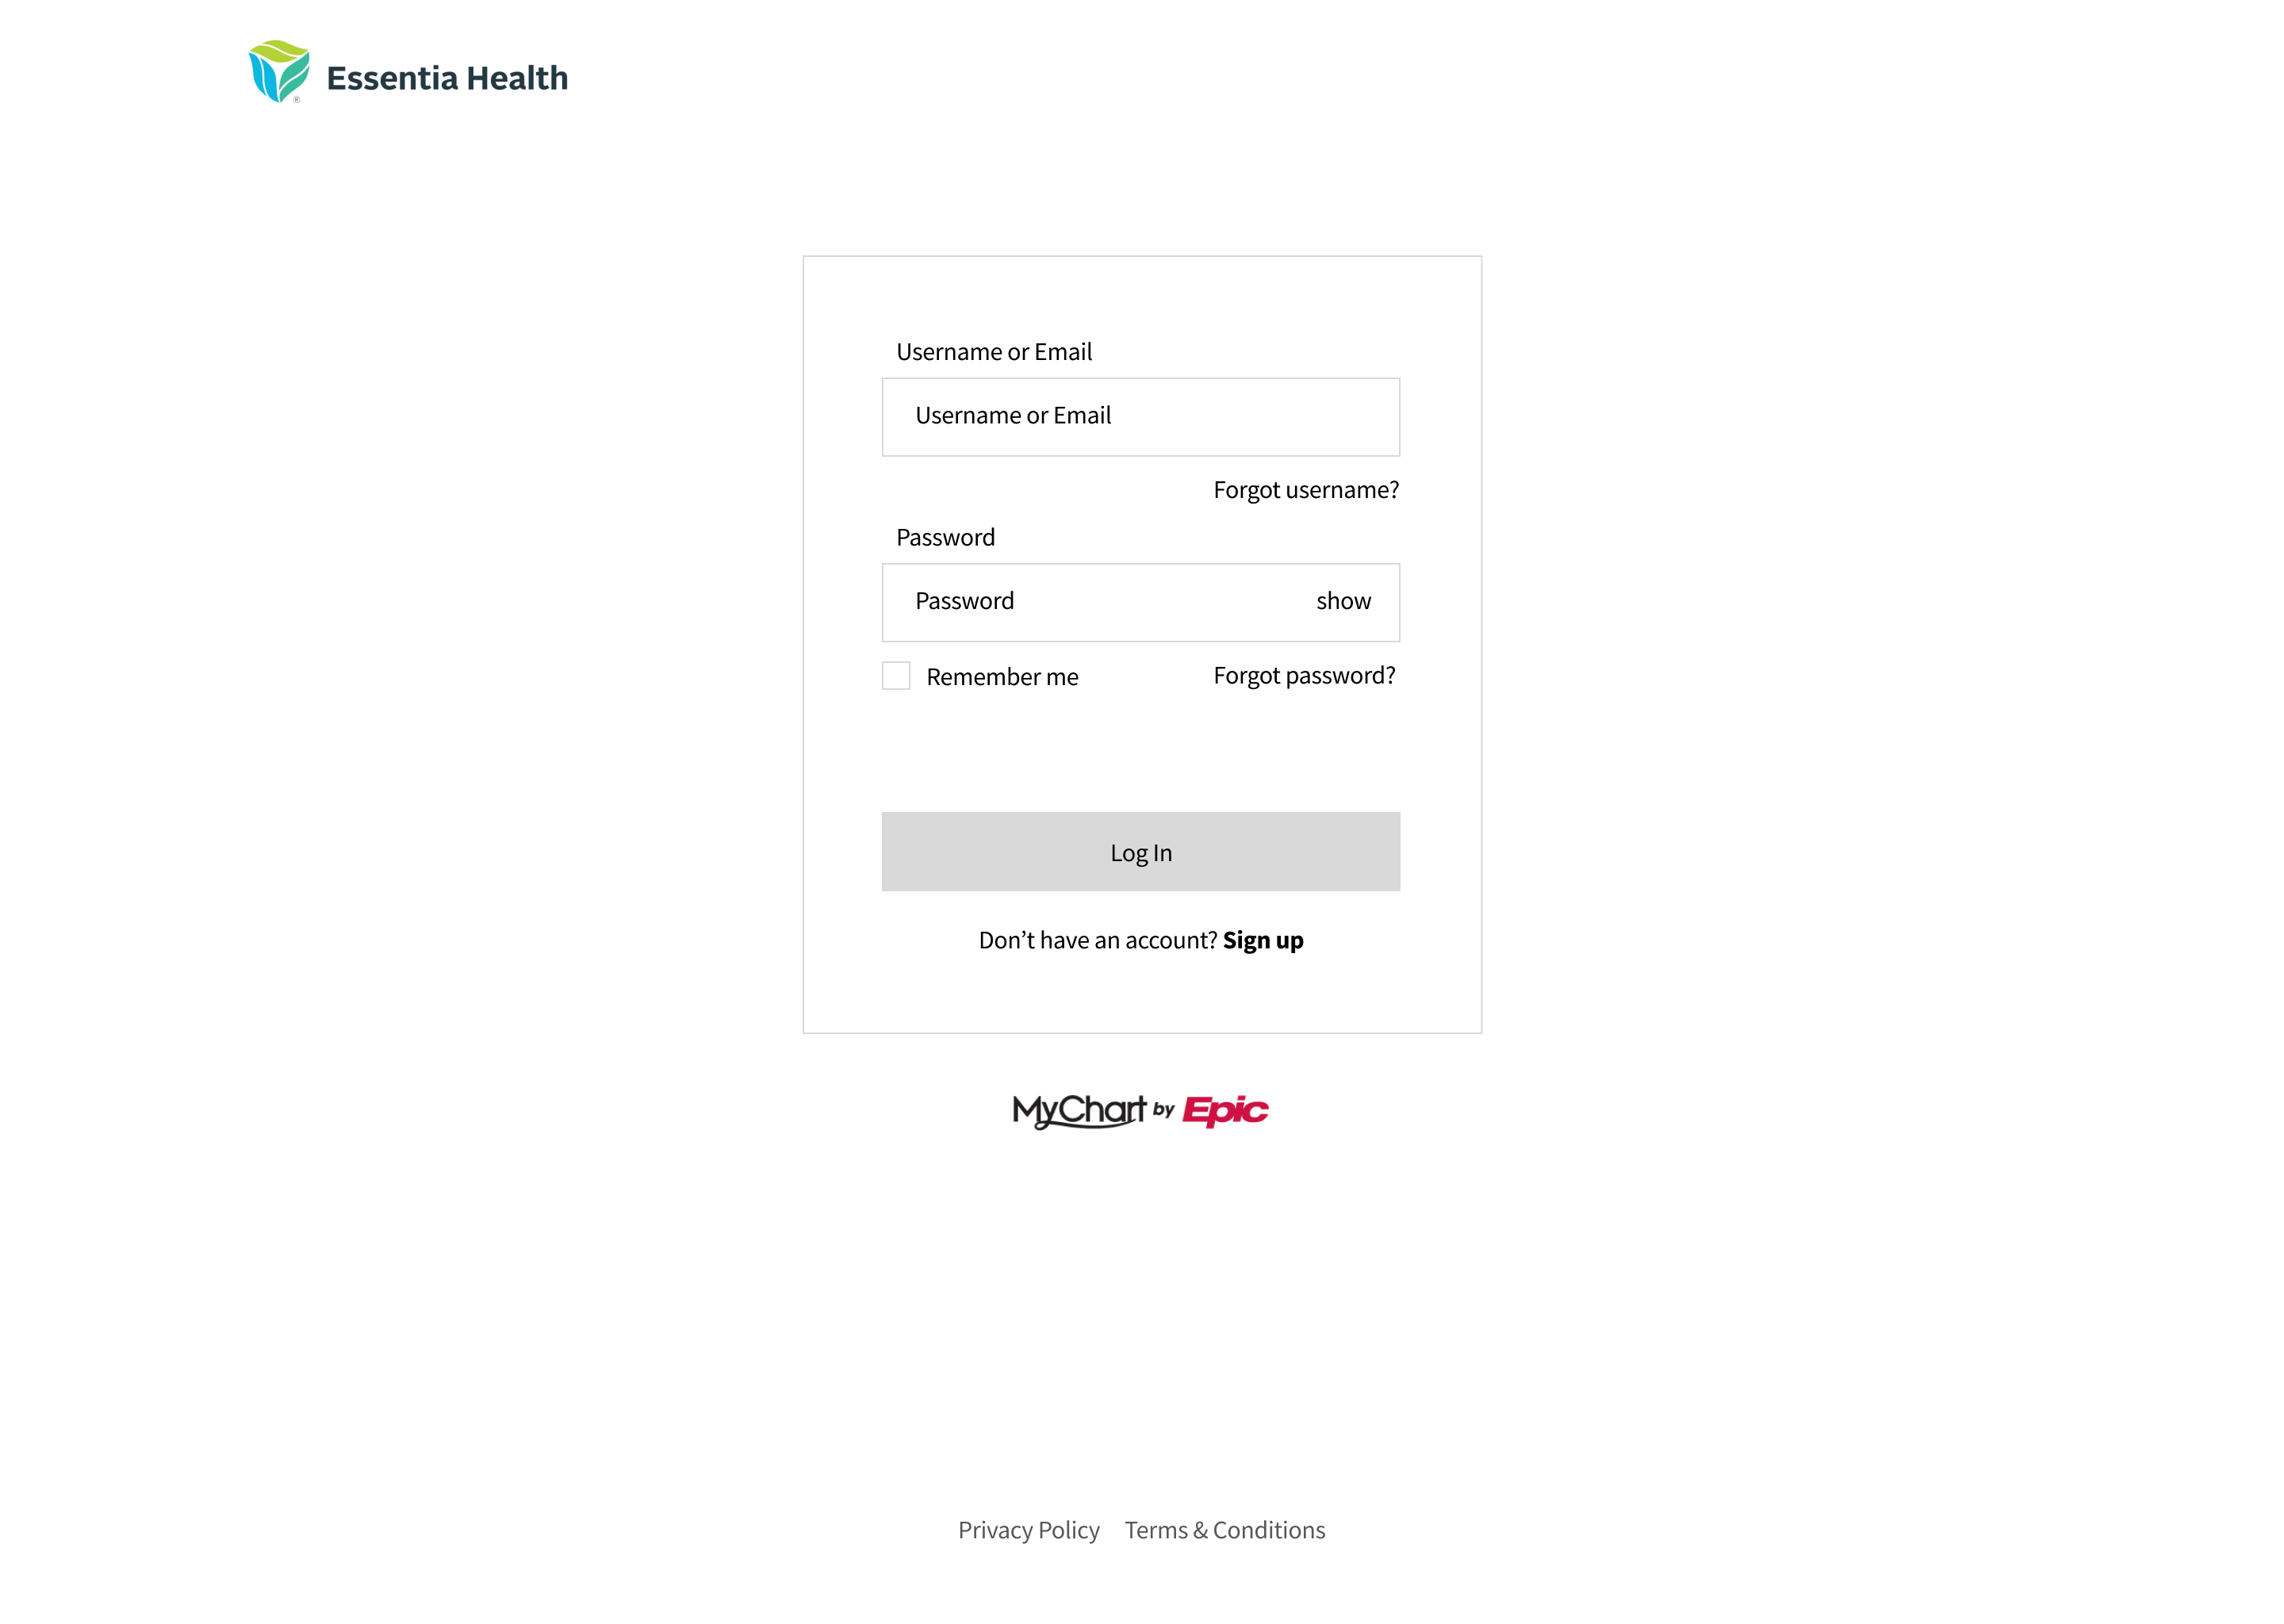 Essentia Health
®
Username or Email
Username or Email
Forgot username?
Password
Password show
Remember me Forgot password?
Log In
Don’t have an account? Sign up
MyChart by Epic
Privacy Policy Terms & Conditions